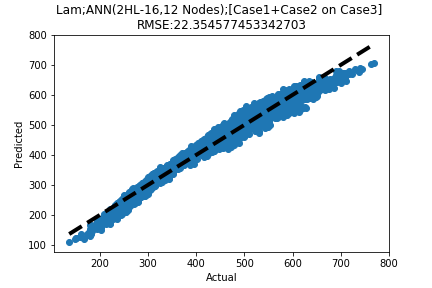 Lam;ANN(2HL-16,12 Nodes);[Case1+Case2 on Case3]
RMSE:22.354577453342703
800
700
600
500
400
300
200
100
Predicted
200 300 400 500 600 700 800
Actual